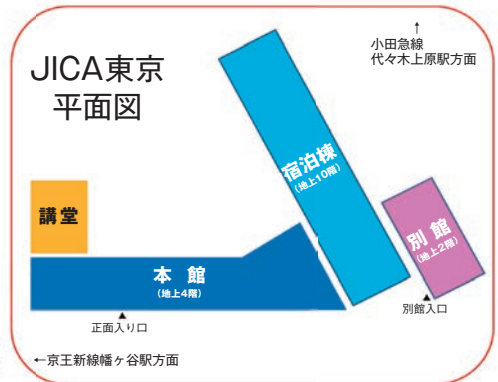 JICA東京
平面図
↑
小田急線
代々木上原駅方面
宿泊棟
(地上10階)
別館
(地上2階)
講堂
本館
(地上4階)
▲
正面入り口
▲
別館入口
←京王新線幡ヶ谷駅方面